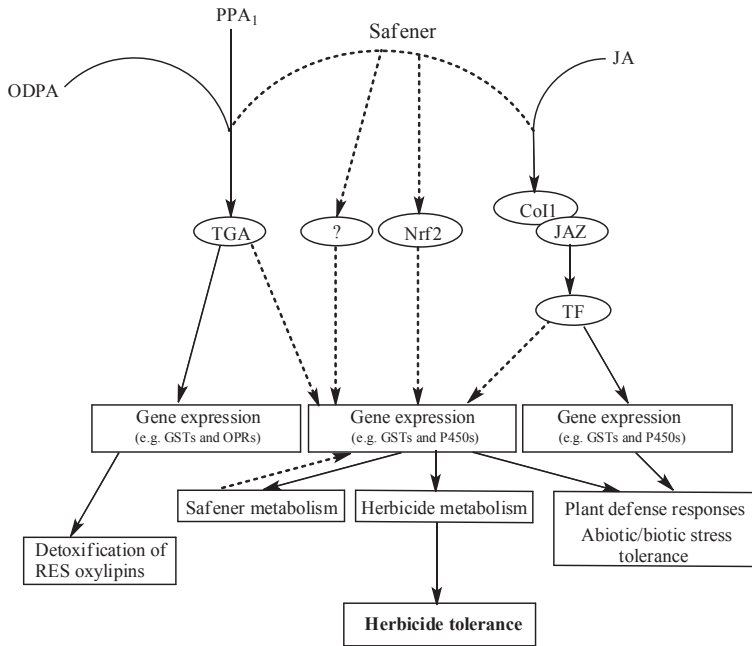 PPA1
Safener
ODPA
JA
TGA
?
Nrf2
CoI1
JAZ
TF
Gene expression
(e.g. GSTs and OPRs)
Gene expression
(e.g. GSTs and P450s)
Gene expression
(e.g. GSTs and P450s)
Safener metabolism
Herbicide metabolism
Plant defense responses
Abiotic/biotic stress
tolerance
Detoxification of
RES oxylipins
Herbicide tolerance